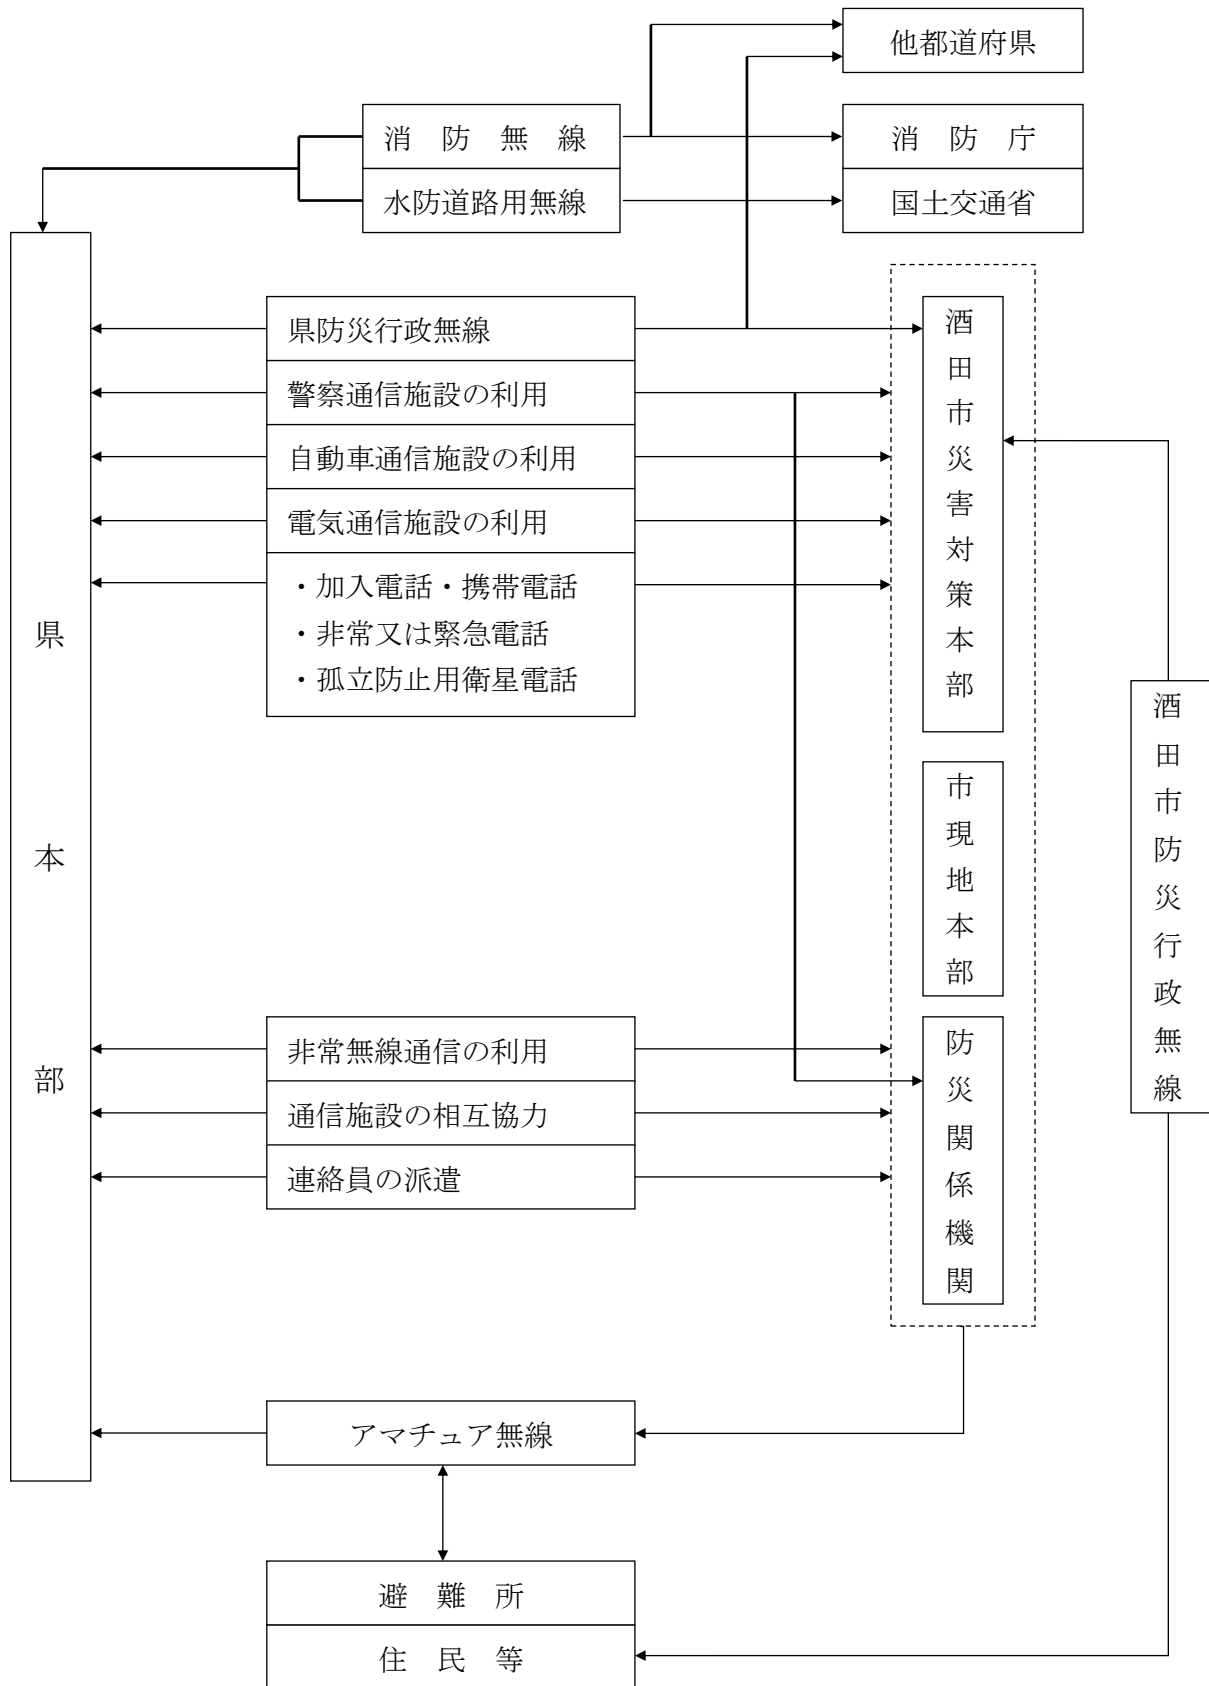 他都道府県
消　防　無　線
消　防　庁
水防道路用無線
国土交通省
県防災行政無線
警察通信施設の利用
自動車通信施設の利用
電気通信施設の利用
・加入電話・携帯電話
・非常又は緊急電話
・孤立防止用衛星電話
県本部
酒田市災害対策本部
市現地本部
酒田市防災行政無線
非常無線通信の利用
通信施設の相互協力
連絡員の派遣
防災関係機関
アマチュア無線
避　難　所
住　民　等